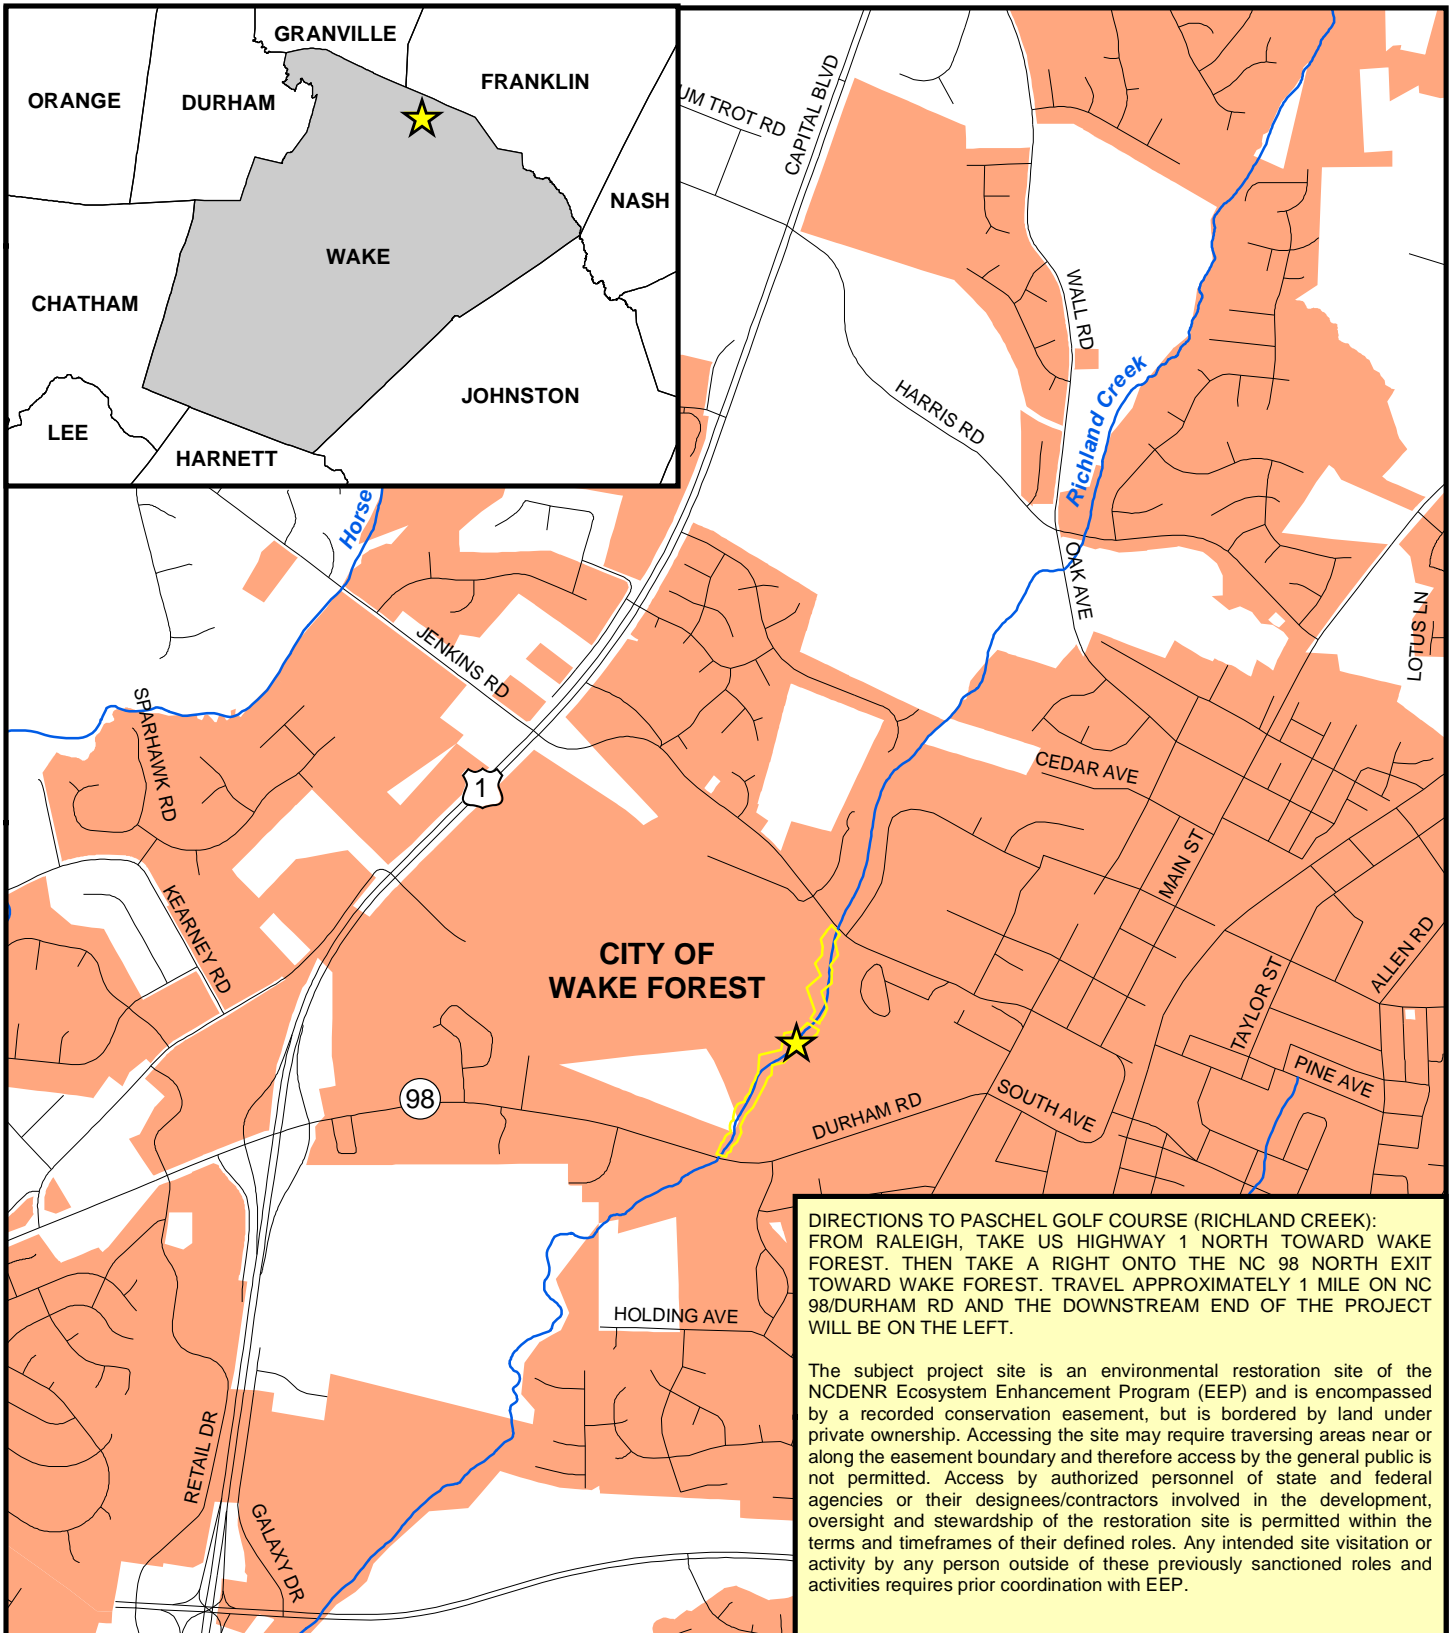 GRANVILLE
ORANGE
DURHAM
FRANKLIN
NASH
WAKE
CHATHAM
JOHNSTON
LEE
HARNETT
UM TROT RD
CAPITAL BLVD
WALL RD
HARRIS RD
Richland Creek
Horse
OAK AVE
LOTUS LN
JENKINS RD
SPARHAWK RD
1
CEDAR AVE
MAIN ST
KEARNEY RD
CITY OF
WAKE FOREST
ALLEN RD
TAYLOR ST
PINE AVE
98
SOUTH AVE
DURHAM RD
HOLDING AVE
RETAIL DR
GALAXY DR
DIRECTIONS TO PASCHEL GOLF COURSE (RICHLAND CREEK):
FROM RALEIGH, TAKE US HIGHWAY 1 NORTH TOWARD WAKE
FOREST. THEN TAKE A RIGHT ONTO THE NC 98 NORTH EXIT
TOWARD WAKE FOREST. TRAVEL APPROXIMATELY 1 MILE ON NC
98/DURHAM RD AND THE DOWNSTREAM END OF THE PROJECT
WILL BE ON THE LEFT.
The subject project site is an environmental restoration site of the
NCDENR Ecosystem Enhancement Program (EEP) and is encompassed
by a recorded conservation easement, but is bordered by land under
private ownership. Accessing the site may require traversing areas near or
along the easement boundary and therefore access by the general public is
not permitted. Access by authorized personnel of state and federal
agencies or their designees/contractors involved in the development,
oversight and stewardship of the restoration site is permitted within the
terms and timeframes of their defined roles. Any intended site visitation or
activity by any person outside of these previously sanctioned roles and
activities requires prior coordination with EEP.